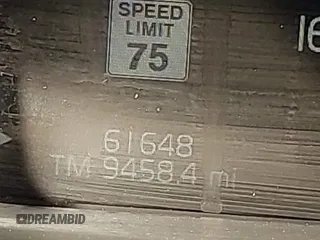 SPEED
LIMIT
75
61648
TM 9458.4 mi
DREAMBID